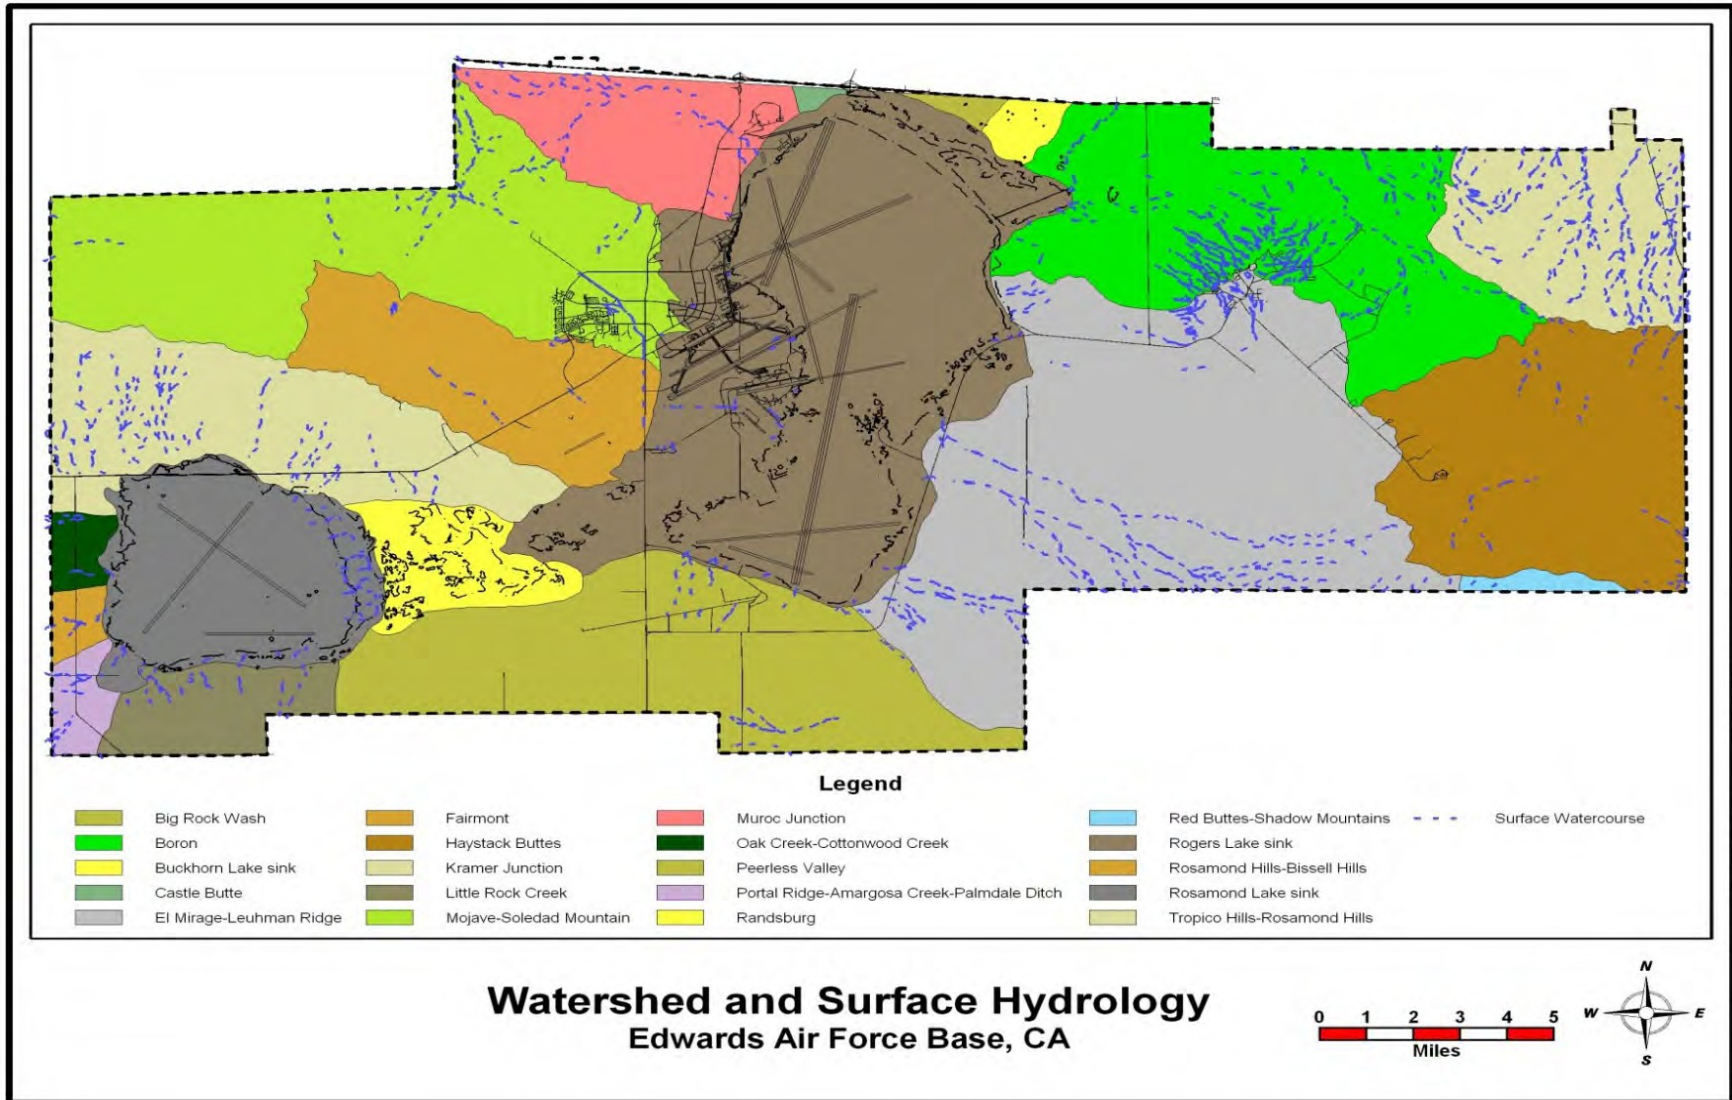 Legend
Big Rock Wash
Boron
Buckhorn Lake sink
Castle Butte
El Mirage-Leuhman Ridge
Fairmont
Haystack Buttes
Kramer Junction
Little Rock Creek
Mojave-Soledad Mountain
Muroc Junction
Oak Creek-Cottonwood Creek
Peerless Valley
Portal Ridge-Amargosa Creek-Palmdale Ditch
Randsburg
Red Buttes-Shadow Mountains
Rogers Lake sink
Rosamond Hills-Bissell Hills
Rosamond Lake sink
Tropico Hills-Rosamond Hills
Surface Watercourse
Watershed and Surface Hydrology
Edwards Air Force Base, CA
0 1 2 3 4 5
Miles
N
W E
S